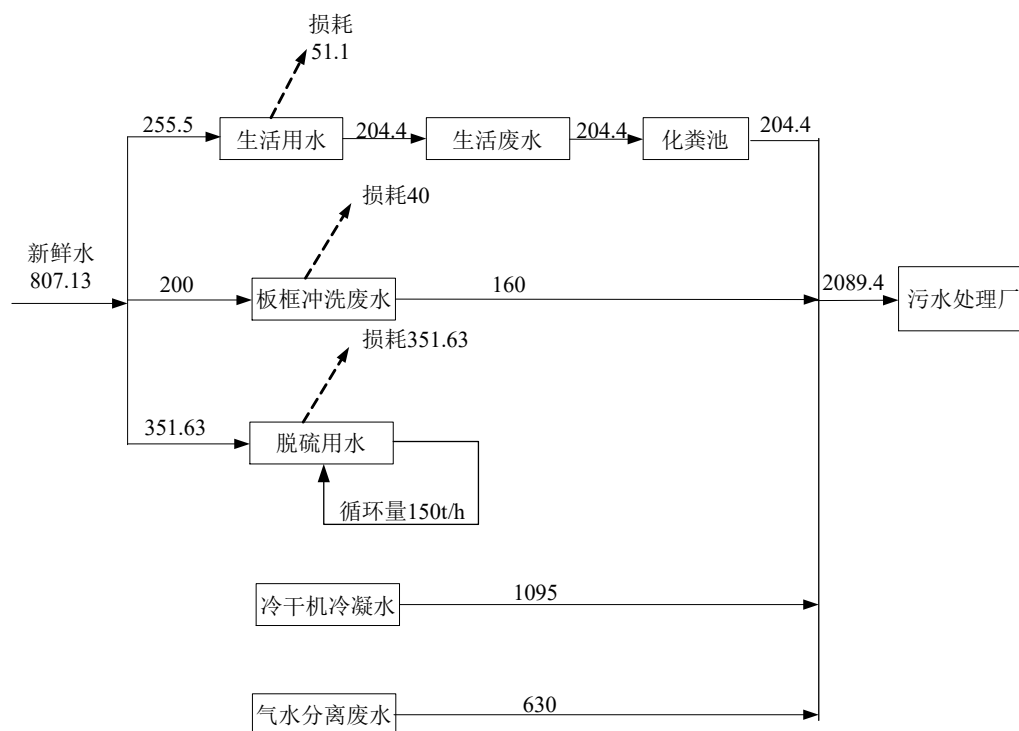 损耗
51.1
255.5
生活用水
204.4
生活废水
204.4
化粪池
204.4
损耗40
新鲜水
807.13
200
板框冲洗废水
160
2089.4
污水处理厂
损耗351.63
351.63
脱硫用水
循环量150t/h
冷干机冷凝水
1095
气水分离废水
630